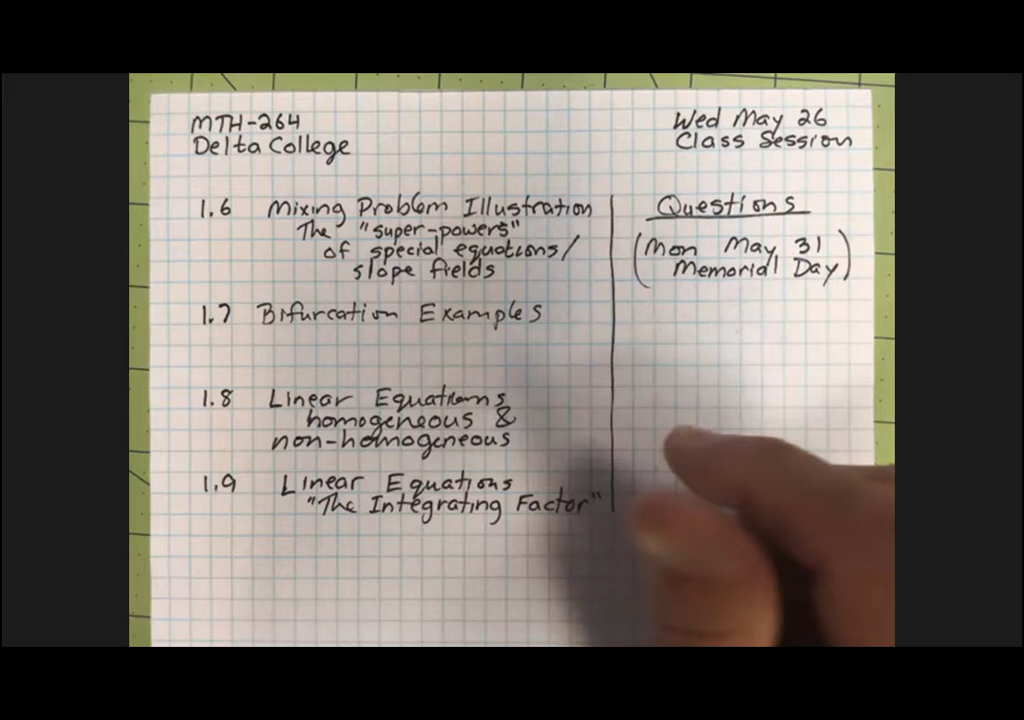 MTH-264
Delta College
Wed May 26
Class Session
1.6 Mixing Problem Illustration
The "super-powers"
of special equations/
slope fields
1.7 Bifurcation Examples
1.8 Linear Equations
homogeneous &
non-homogeneous
1.9 Linear Equations
"The Integrating Factor"
Questions
(Mon May 31
Memorial Day)